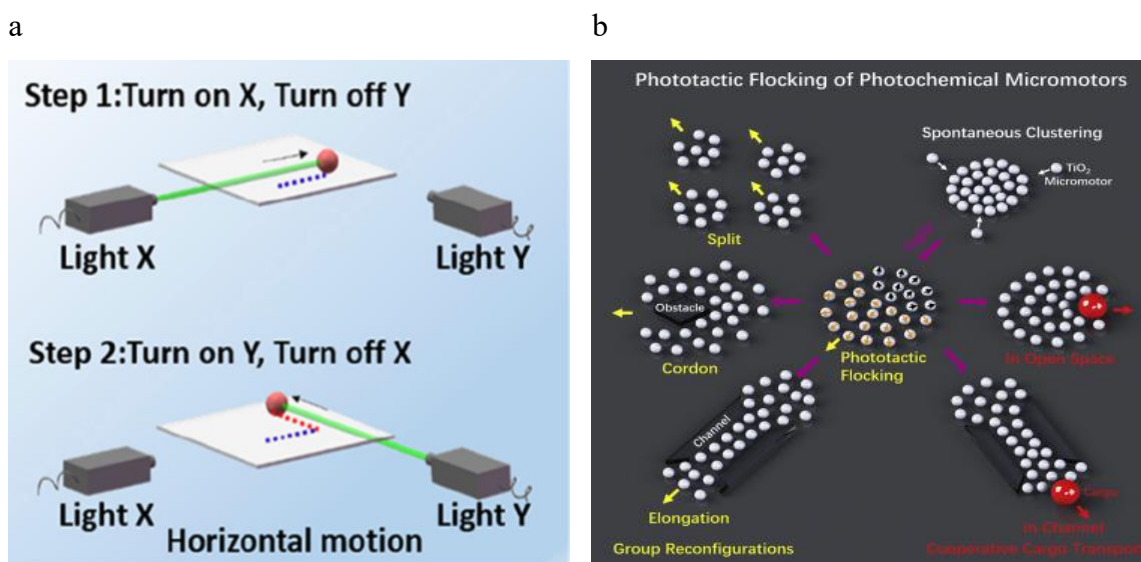 a
b
Step 1:Turn on X, Turn off Y
Light X
Light Y
Step 2:Turn on Y, Turn off X
Light X
Light Y
Horizontal motion
Phototactic Flocking of Photochemical Micromotors
Spontaneous Clustering
TiO₂
Micromotor
Split
Obstacle
Cordon
Phototactic
Flocking
In Open Space
Channel
Elongation
Cargo
In Channel
Group Reconfigurations
Cooperative Cargo Transport